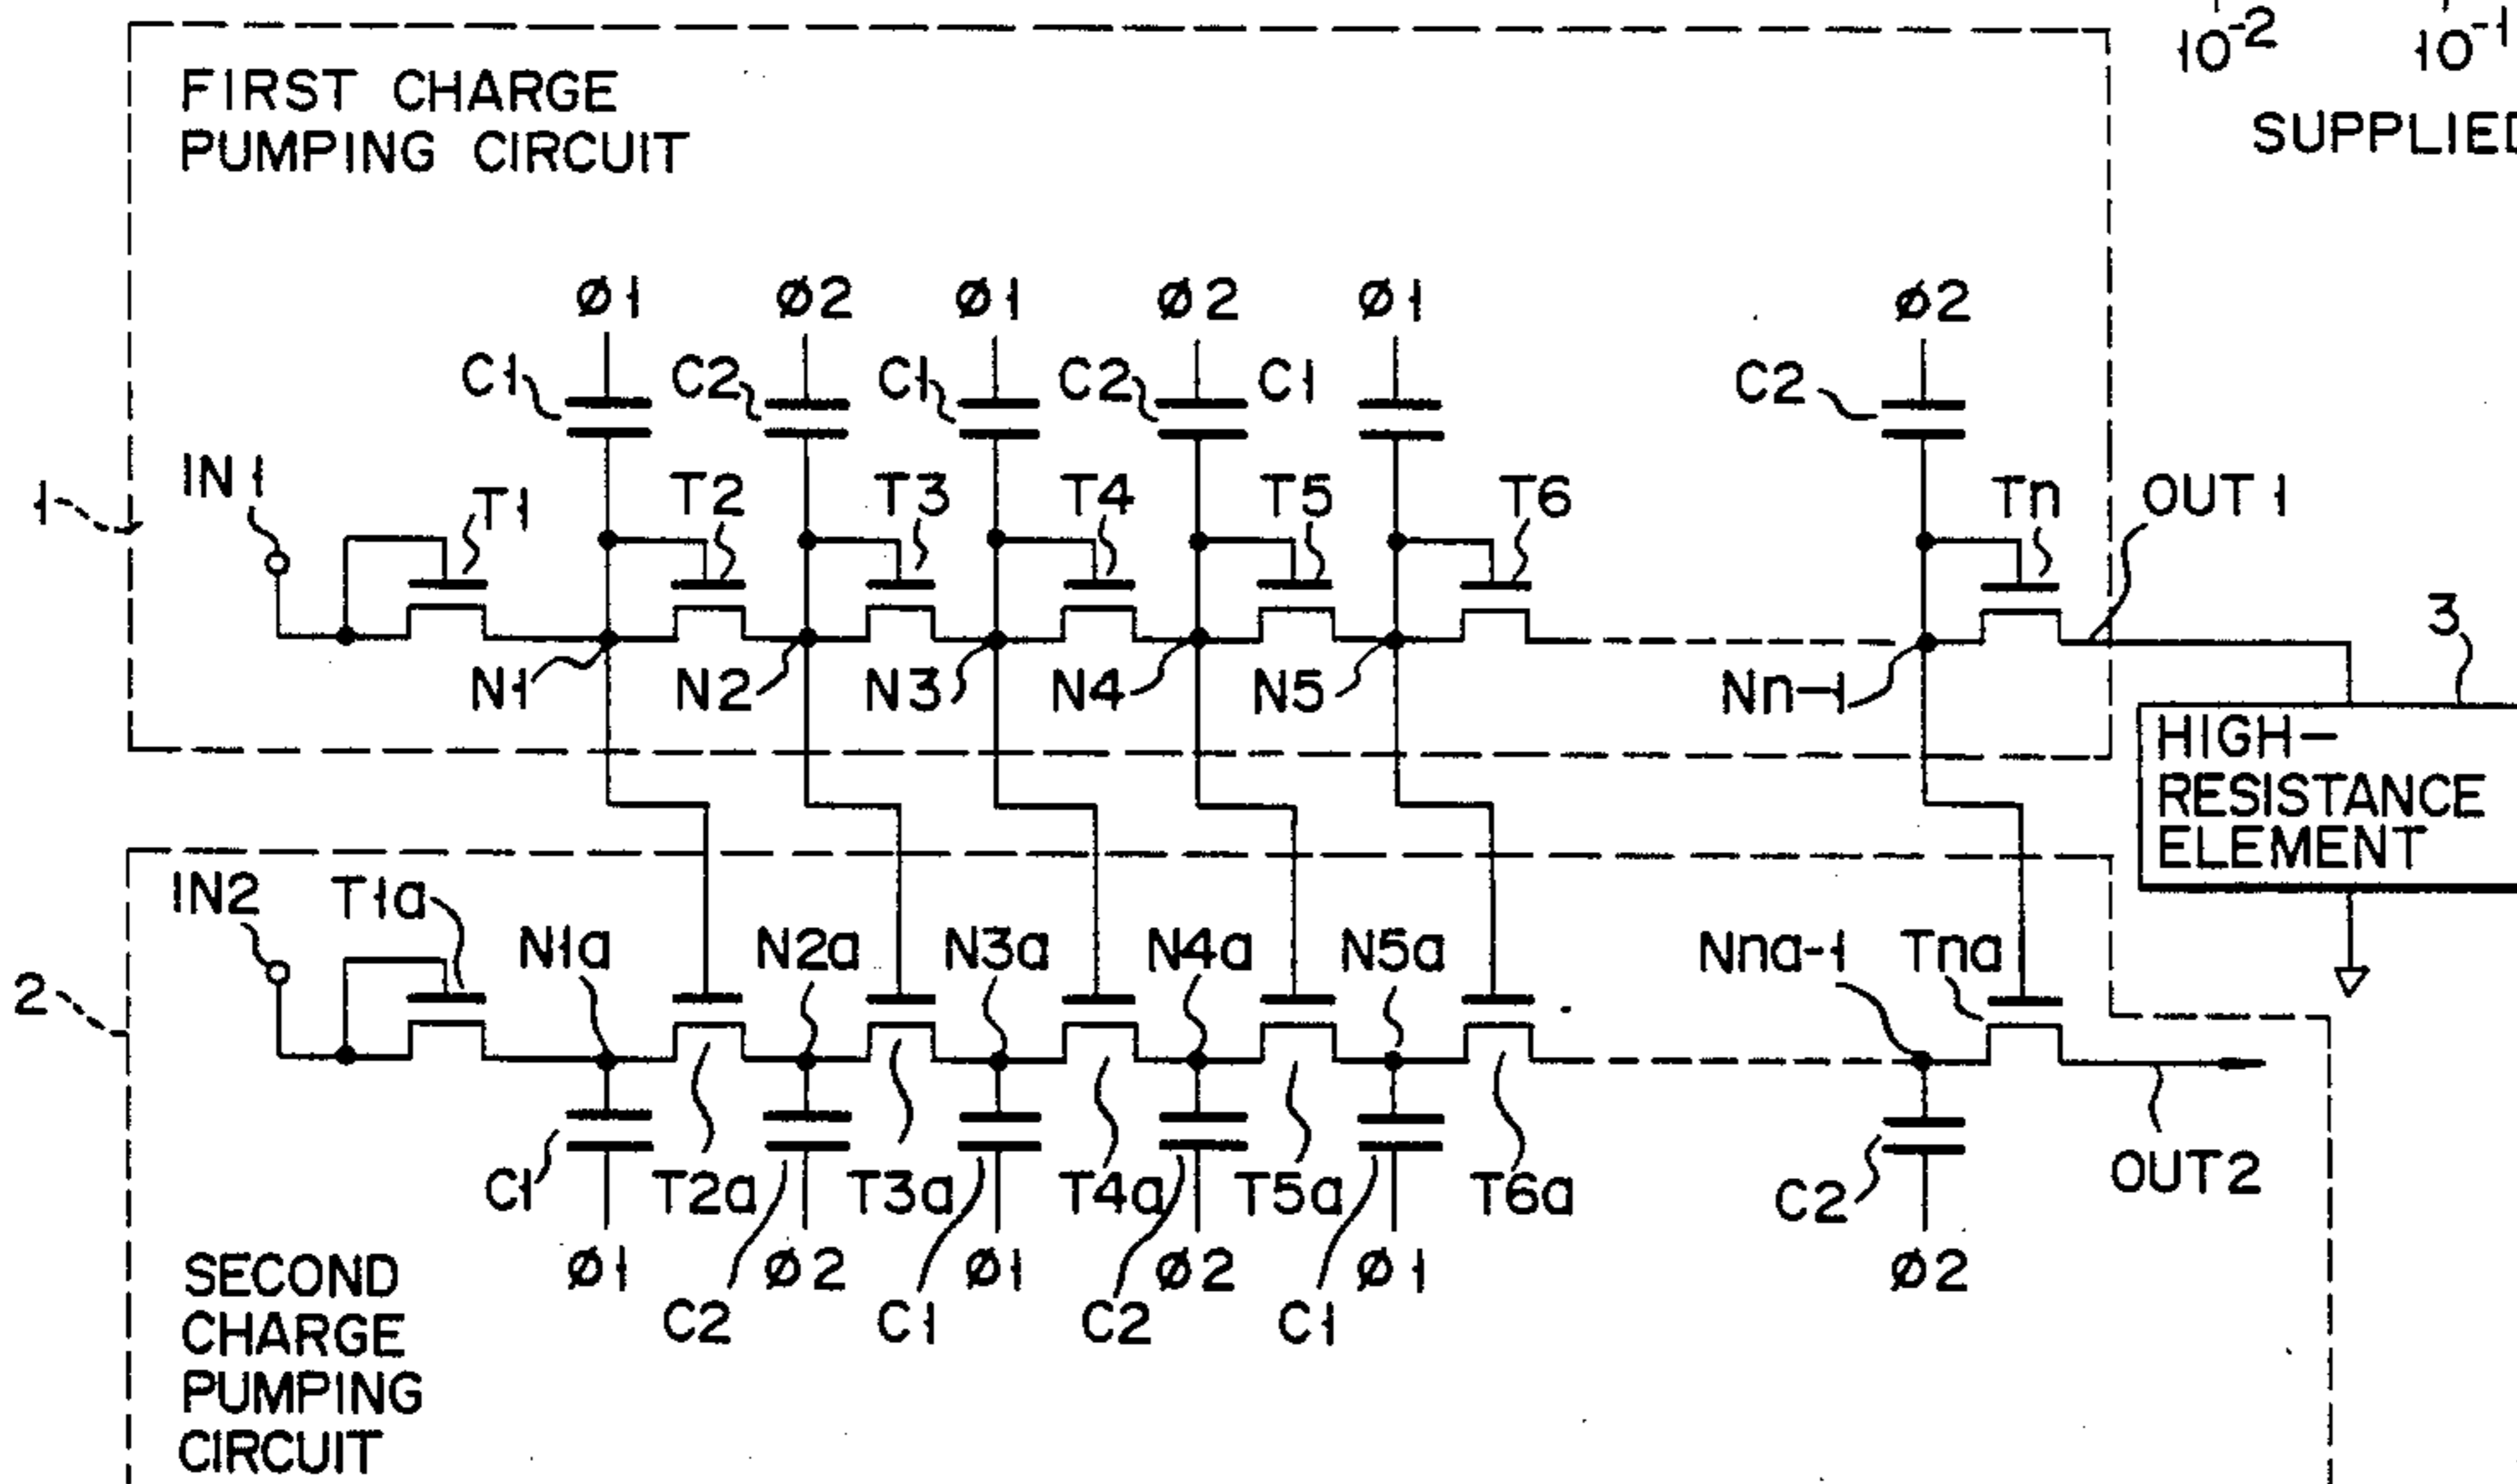 10-2 10-1
SUPPLIED
FIRST CHARGE
PUMPING CIRCUIT
ø1 ø2 ø1 ø2 ø1 ø2
C1 C2 C1 C2 C1 C2
IN1 T1 T2 T3 T4 T5 T6 Tn OUT1
1
3
N1 N2 N3 N4 N5 Nn-1
HIGH-
RESISTANCE
ELEMENT
IN2 T1a N1a N2a N3a N4a N5a Nna-1 Tna
2
C1 T2a T3a T4a T5a T6a C2 OUT2
ø1 ø2 ø1 ø2 ø1 ø2
C2 C1 C2 C1
SECOND
CHARGE
PUMPING
CIRCUIT